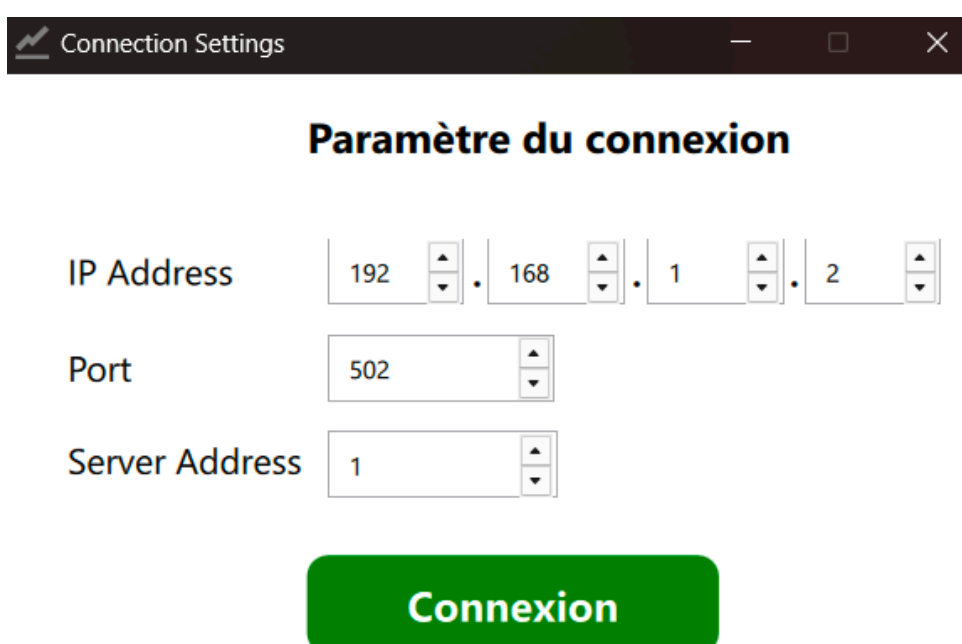 Connection Settings
Paramètre du connexion
IP Address 192 . 168 . 1 . 2
Port 502
Server Address 1
Connexion